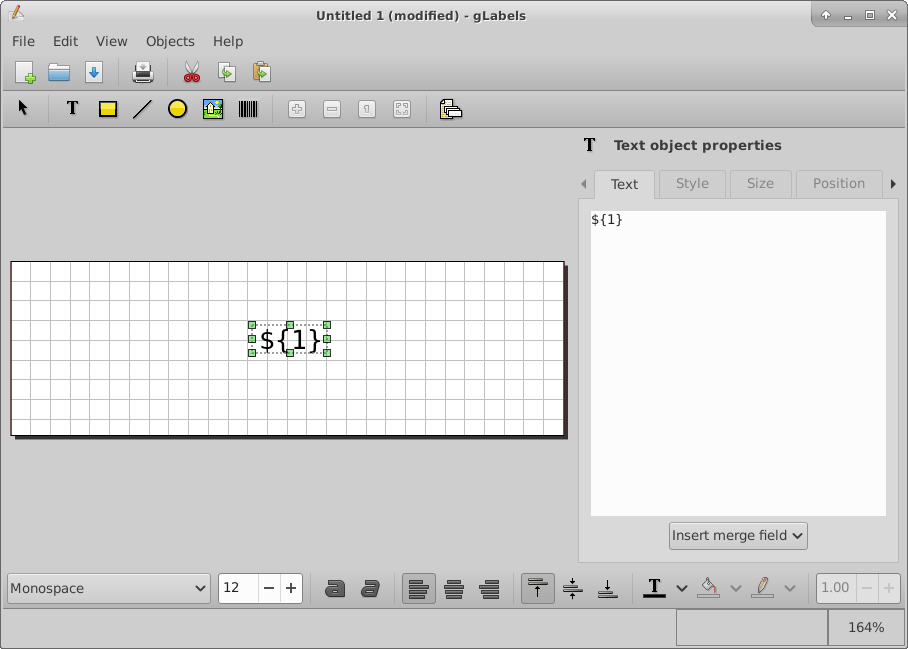 Untitled 1 (modified) - gLabels
File Edit View Objects Help
T
T Text object properties
Text Style Size Position
${1}
${1}
Insert merge field
Monospace 12 a a T 1.00
164%